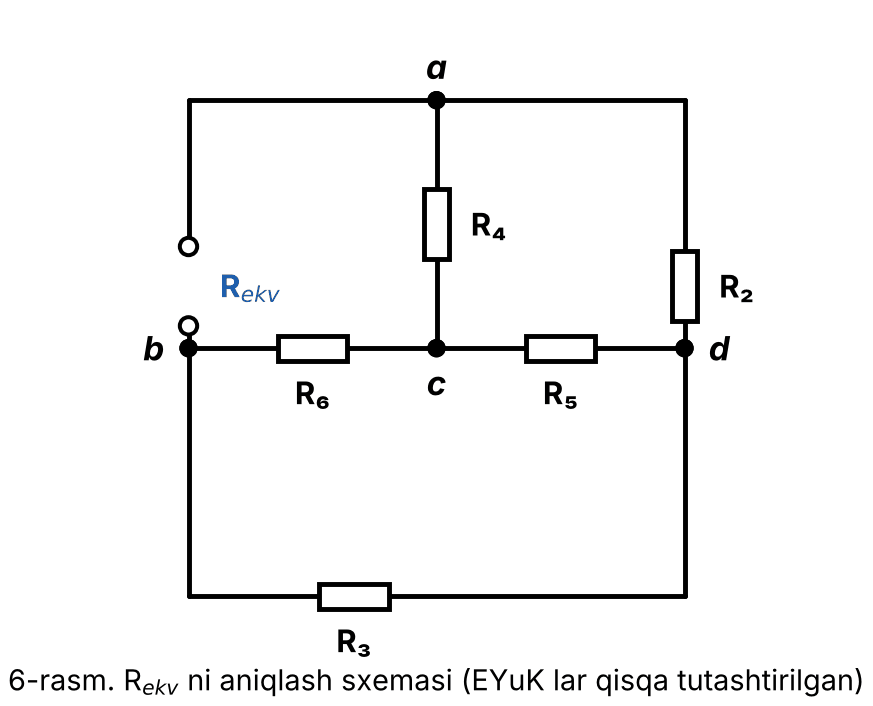 a
R₄
Rₑₖᵥ
R₂
b
d
R₆
c
R₅
R₃
6-rasm. Rₑₖᵥ ni aniqlash sxemasi (EYuK lar qisqa tutashtirilgan)